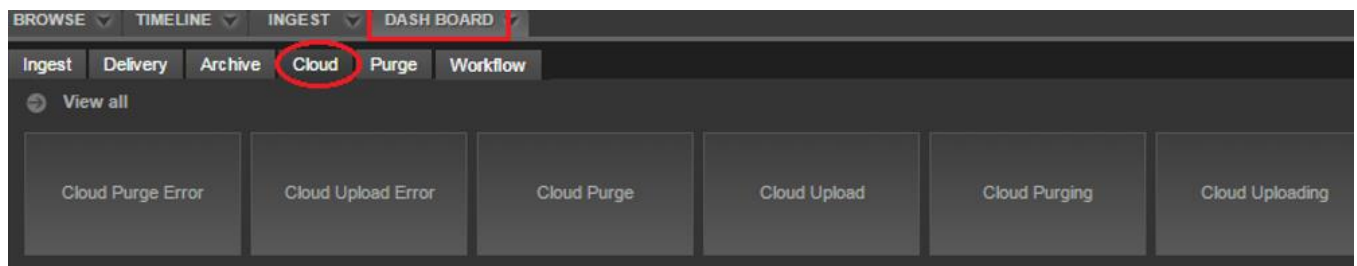 BROWSE TIMELINE INGEST DASH BOARD
Ingest Delivery Archive Cloud Purge Workflow
View all
Cloud Purge Error Cloud Upload Error Cloud Purge Cloud Upload Cloud Purging Cloud Uploading